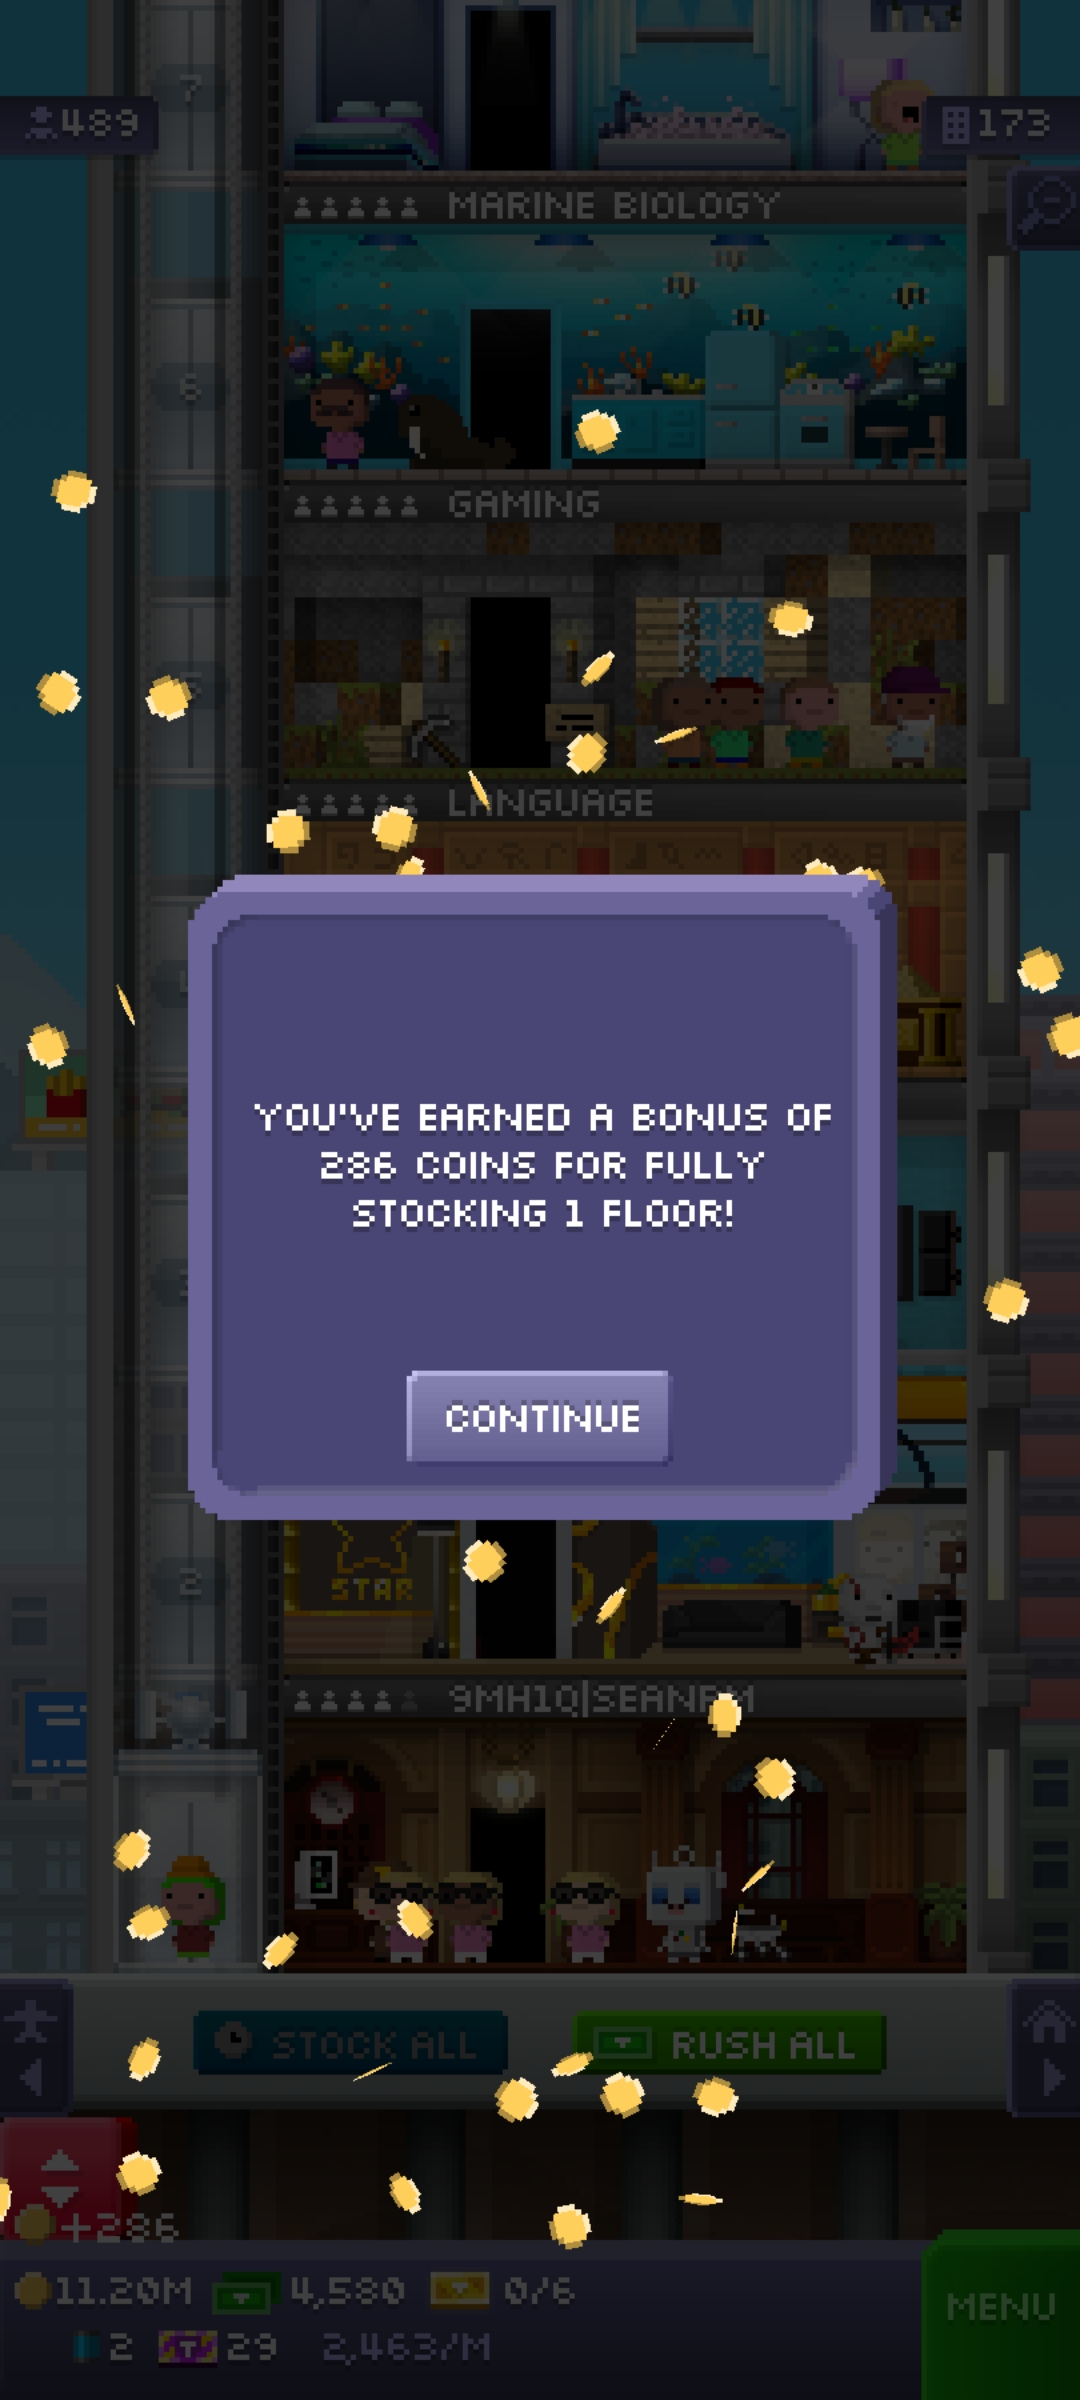 7
489
173
MARINE BIOLOGY
6
GAMING
LANGUAGE
YOU'VE EARNED A BONUS OF
286 COINS FOR FULLY
STOCKING 1 FLOOR!
CONTINUE
2
STAR
9MH1Q|SEANE
STOCK ALL
RUSH ALL
+286
11.20M
4,580
0/6
2
29
2,463/M
MENU